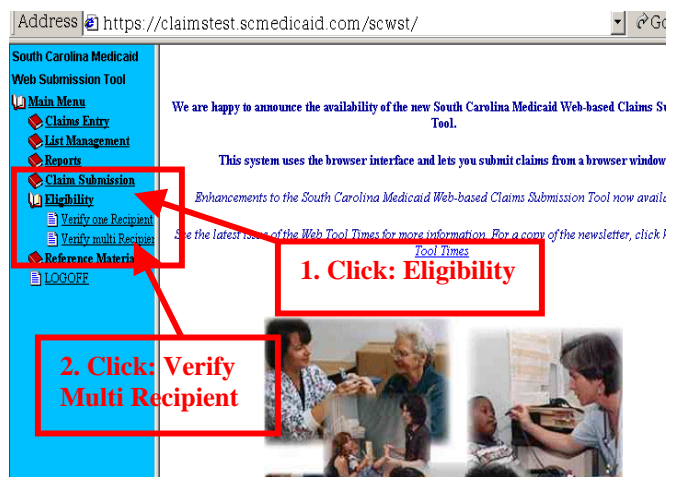 Address https://claimstest.scmedicaid.com/scwst/ Go
South Carolina Medicaid
Web Submission Tool
Main Menu
Claims Entry
List Management
Reports
Claim Submission
Eligibility
Verify one Recipient
Verify multi Recipien
Reference Materia
LOGOFF
We are happy to announce the availability of the new South Carolina Medicaid Web-based Claims Su
Tool.
This system uses the browser interface and lets you submit claims from a browser window
Enhancements to the South Carolina Medicaid Web-based Claims Submission Tool now availa
See the latest issue of the Web Tool Times for more information. For a copy of the newsletter, click
Tool Times
1. Click: Eligibility
2. Click: Verify
Multi Recipient